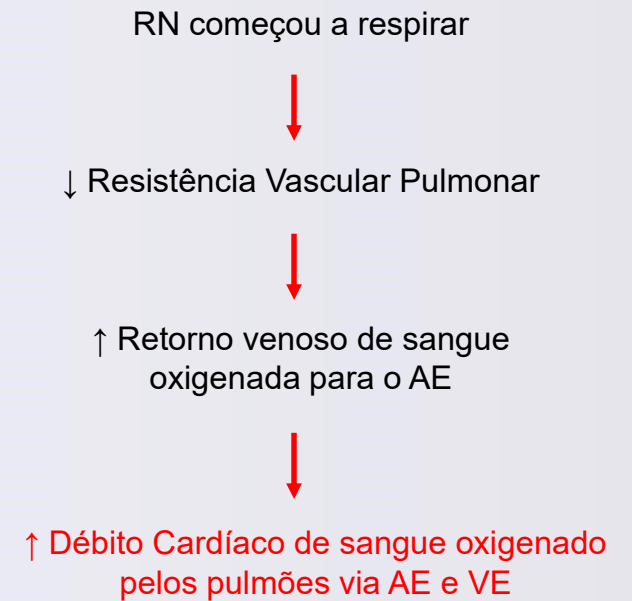 RN começou a respirar
↓ Resistência Vascular Pulmonar
↑ Retorno venoso de sangue
oxigenada para o AE
↑ Débito Cardíaco de sangue oxigenado
pelos pulmões via AE e VE